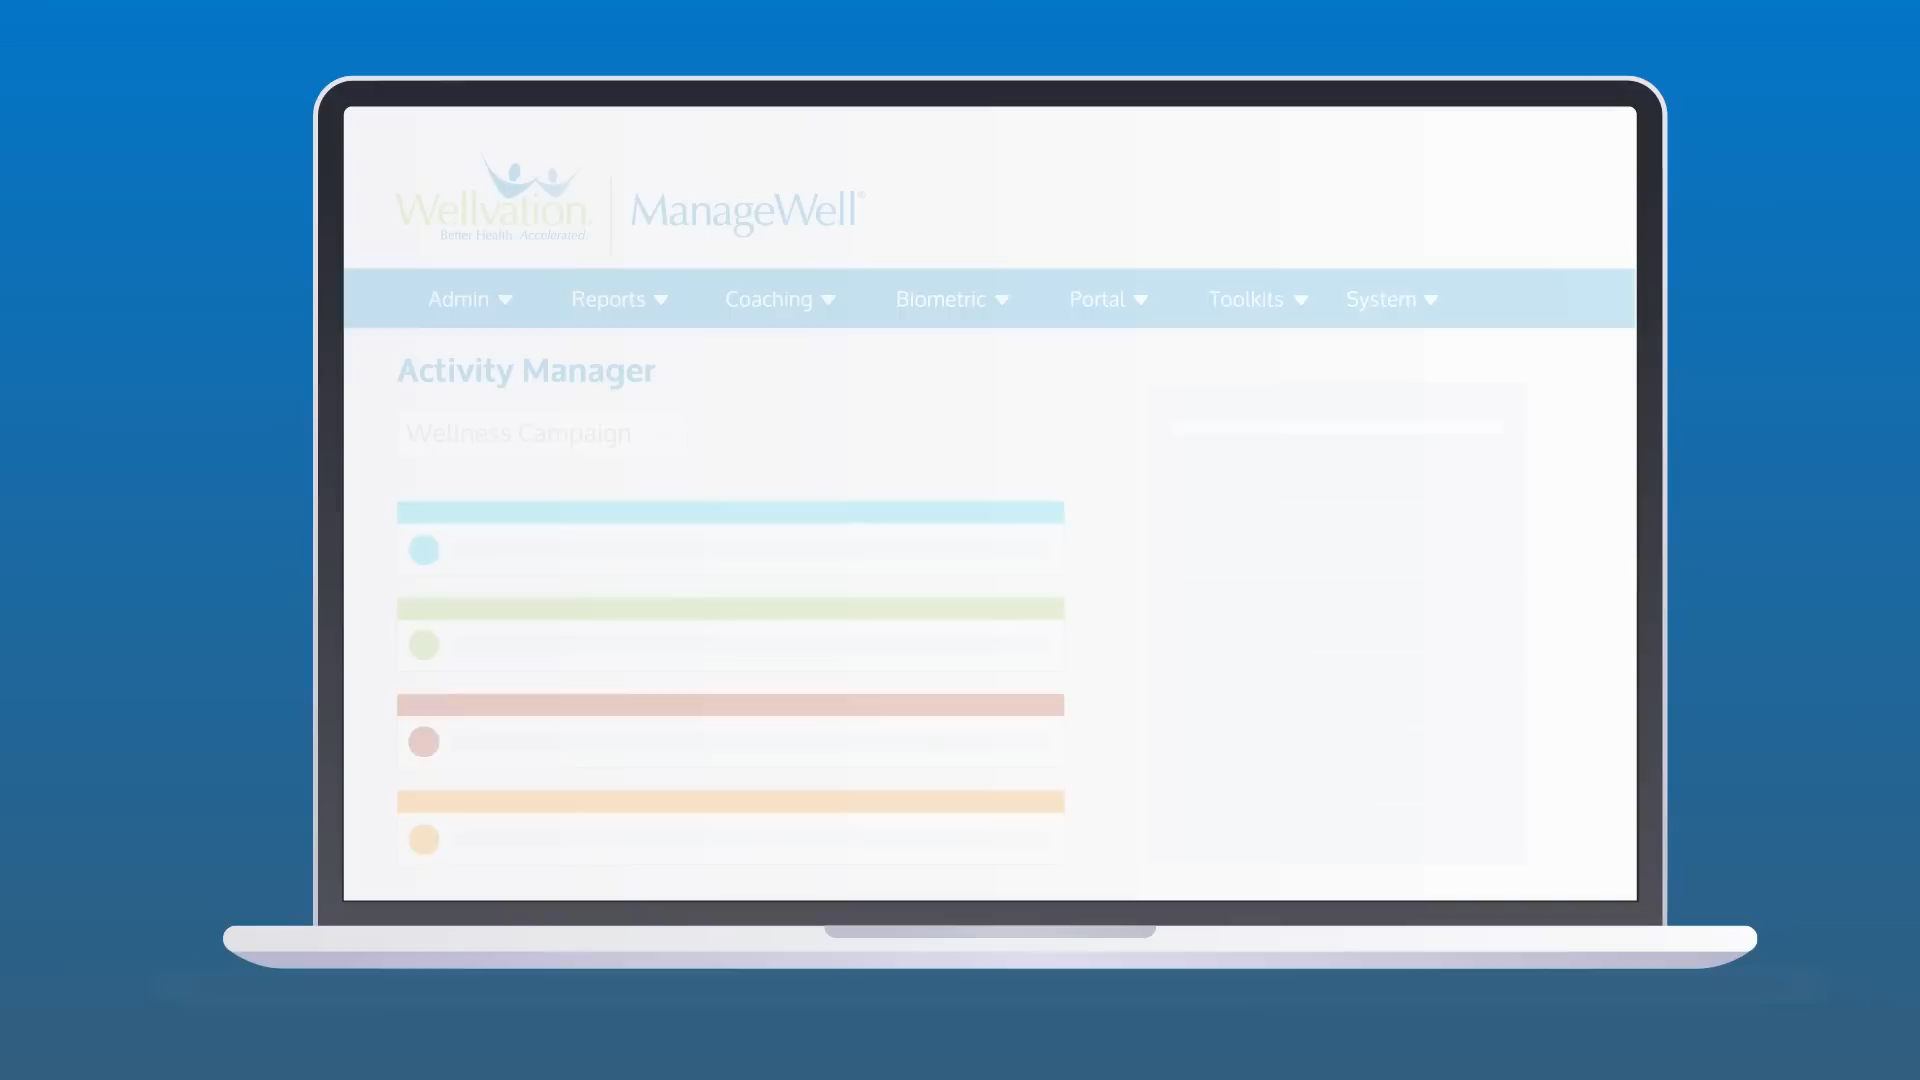 Wellvation
Better Health. Accelerated.
ManageWell®
Admin Reports Coaching Biometric Portal Toolkits System
Activity Manager
Wellness Campaign